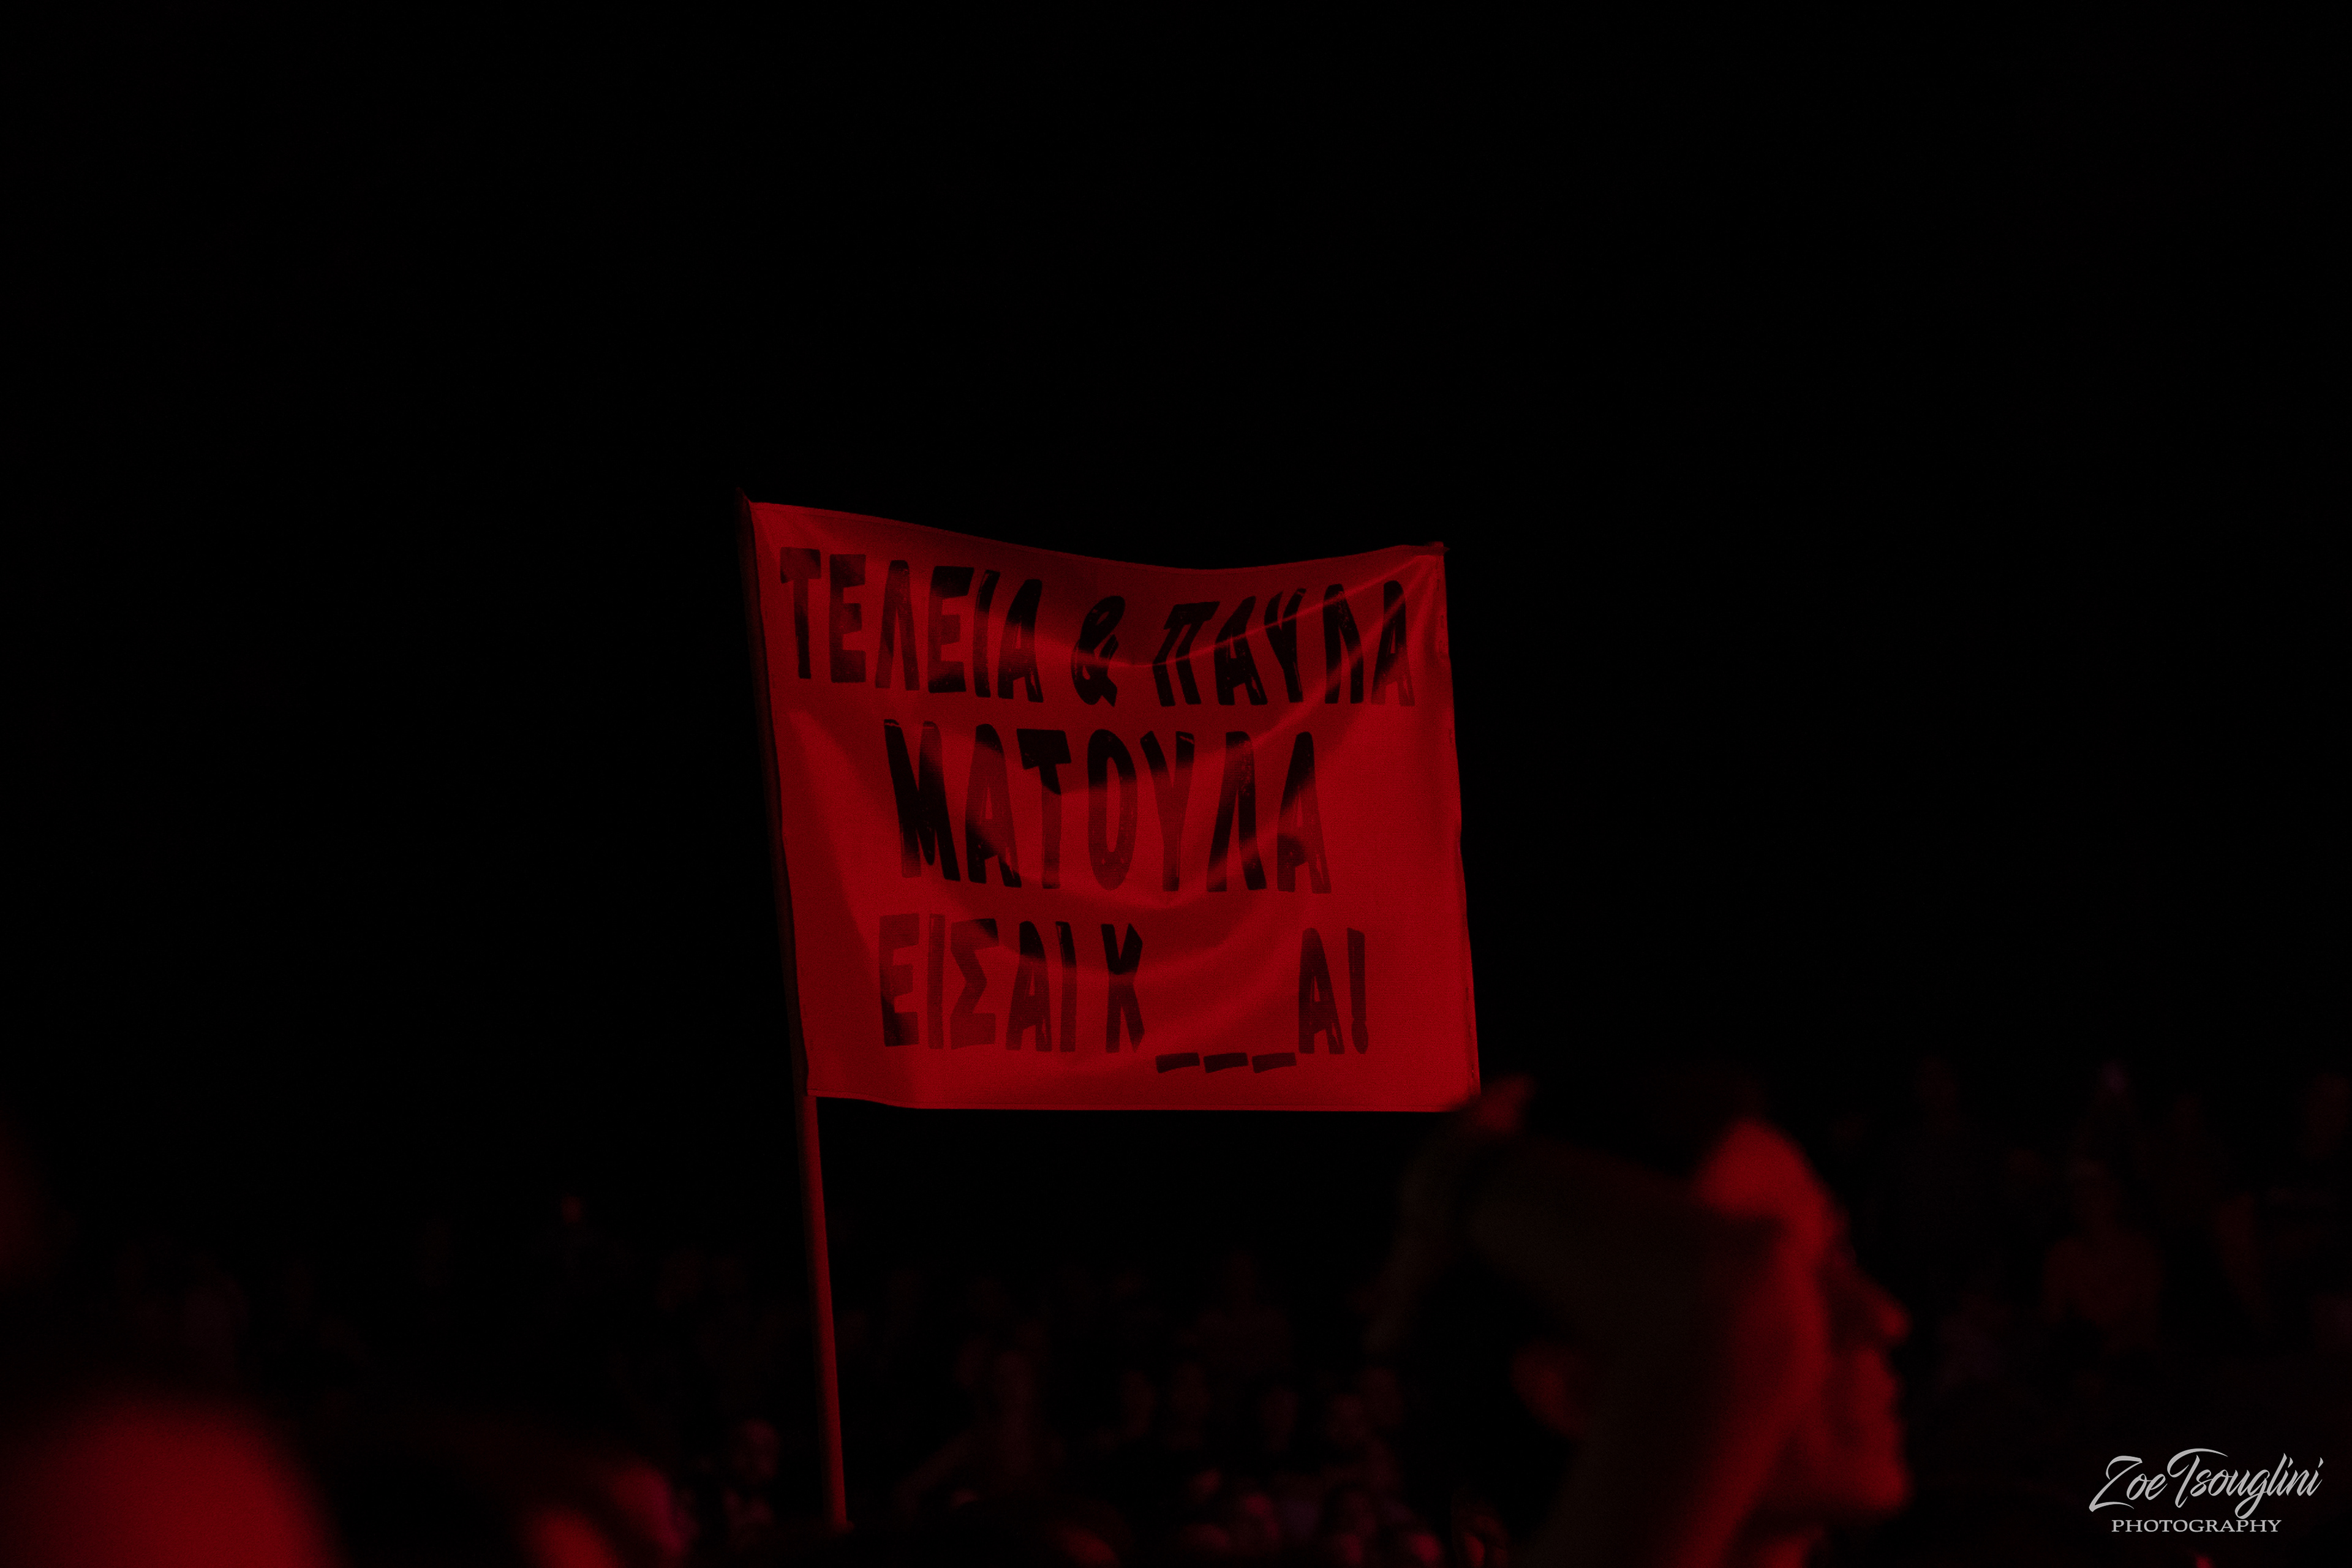 ΤΕΛΕΙΑ & ΠΑΥΛΑ
ΜΑΤΟΥΛΑ
ΕΙΣΑΙ Κ___Α!
Zoe Tsouglini
PHOTOGRAPHY